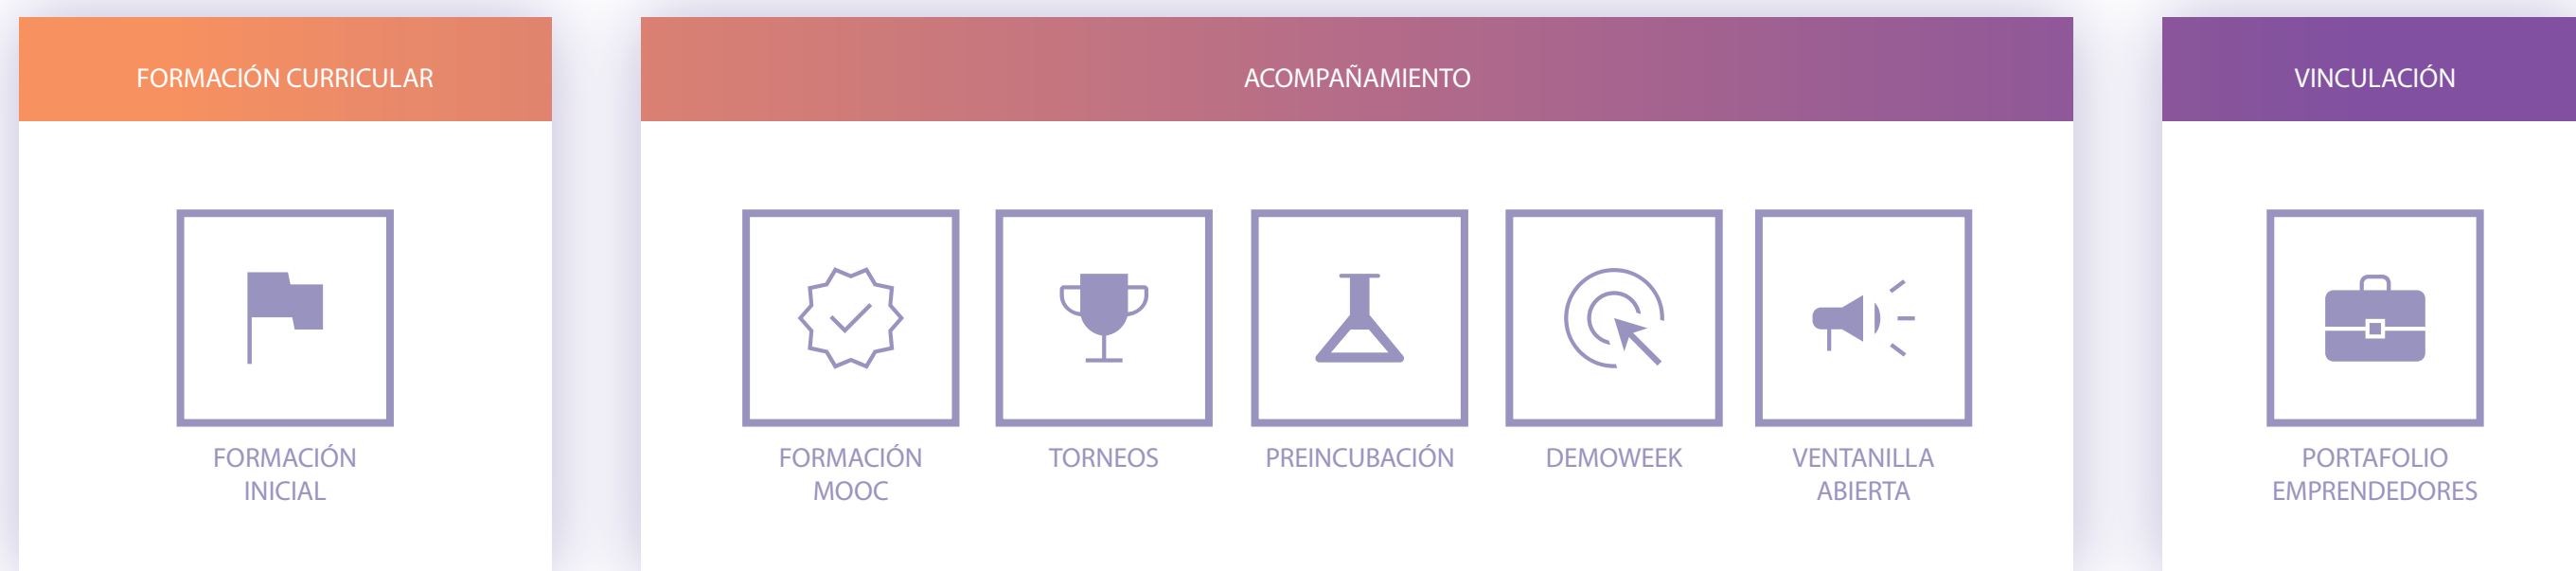 FORMACIÓN CURRICULAR
ACOMPAÑAMIENTO
VINCULACIÓN
FORMACIÓN
INICIAL
FORMACIÓN
MOOC
TORNEOS
PREINCUBACIÓN
DEMOWEEK
VENTANILLA
ABIERTA
PORTAFOLIO
EMPRENDEDORES